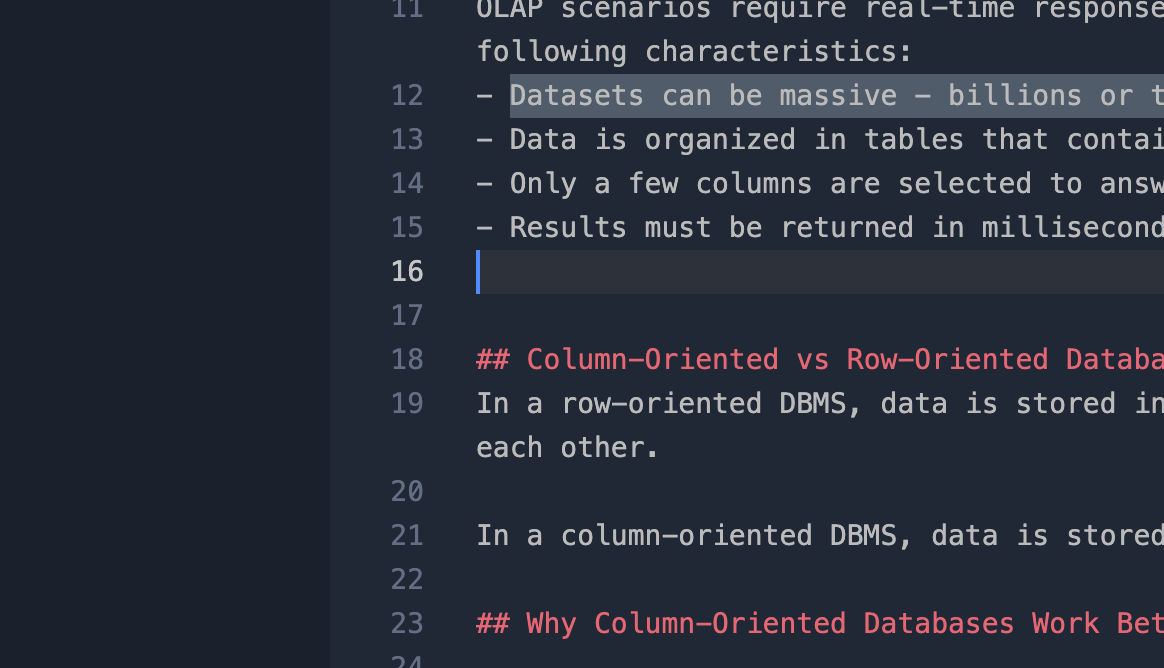 11 OLAP scenarios require real-time response
following characteristics:
12 - Datasets can be massive - billions or t
13 - Data is organized in tables that contai
14 - Only a few columns are selected to answ
15 - Results must be returned in millisecond
16
17
18 ## Column-Oriented vs Row-Oriented Databa
19 In a row-oriented DBMS, data is stored in
each other.
20
21 In a column-oriented DBMS, data is stored
22
23 ## Why Column-Oriented Databases Work Bet
24